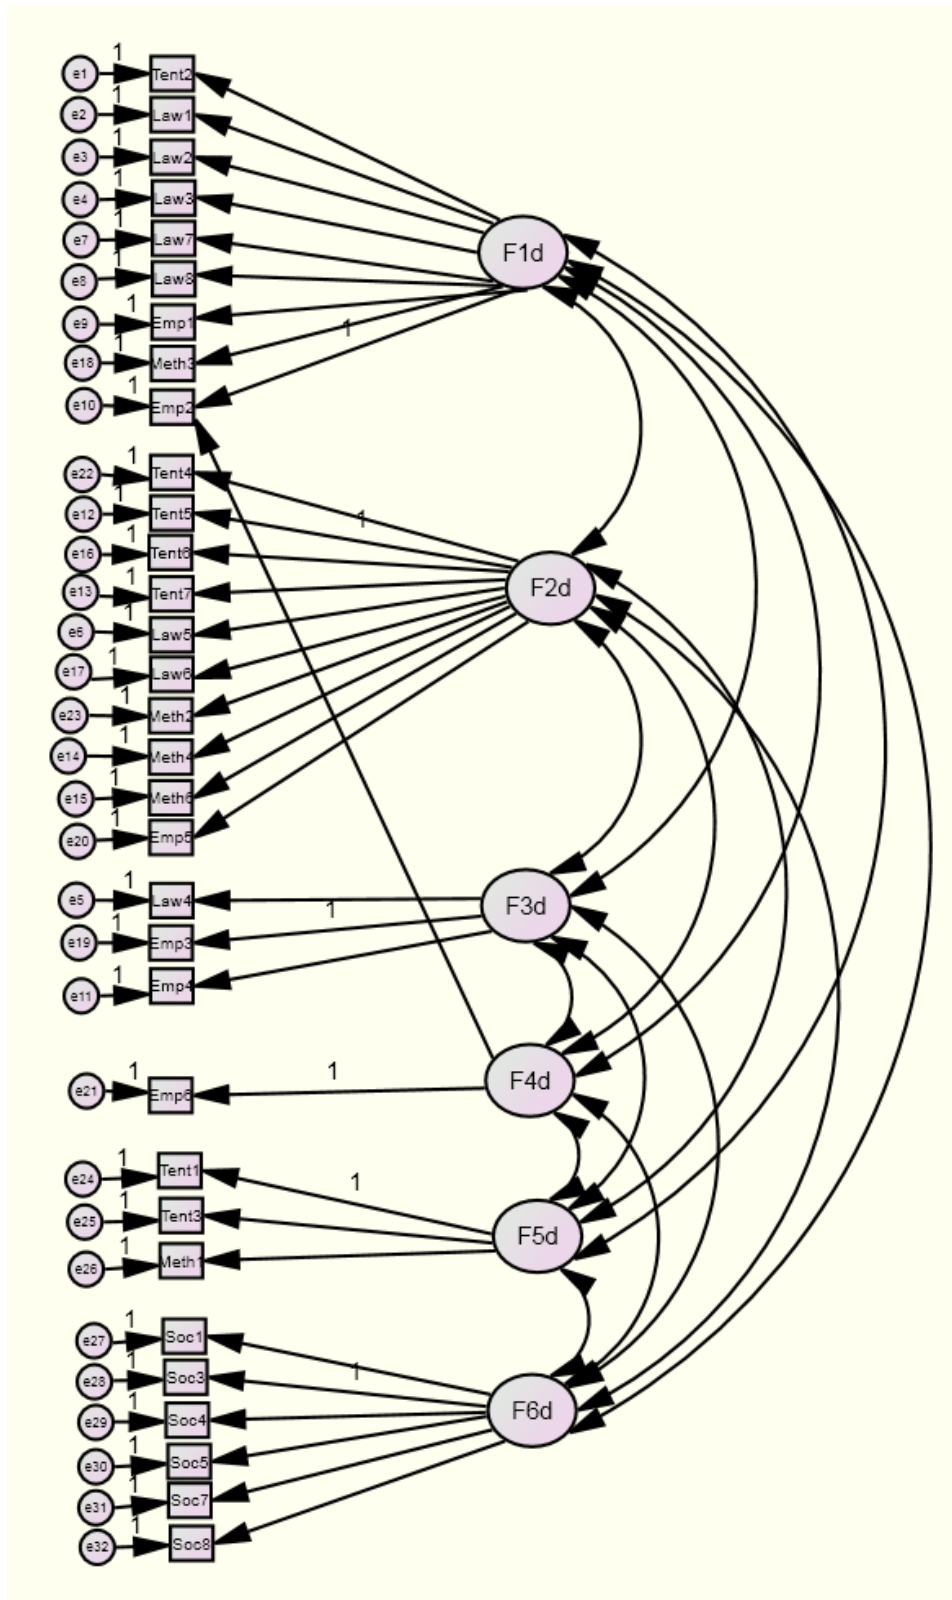 1
e1 Tent2
1
e2 Law1
1
e3 Law2
1
e4 Law3
1
e7 Law7
F1d
1
e8 Law8
1
e9 Emp1
1
1
e18 Meth3
1
e10 Emp2
1
e22 Tent4
1
1
e12 Tent5
1
e16 Tent6
1
e13 Tent7
F2d
1
e6 Law5
1
e17 Law6
1
e23 Meth2
1
e14 Meth4
1
e15 Meth6
1
e20 Emp5
1
e5 Law4
1
F3d
1
e19 Emp3
1
e11 Emp4
1
1
F4d
e21 Emp6
1
e24 Tent1
1
1
e25 Tent3
F5d
1
e26 Meth1
1
e27 Soc1
1
1
e28 Soc3
1
e29 Soc4
F6d
1
e30 Soc5
1
e31 Soc7
1
e32 Soc8